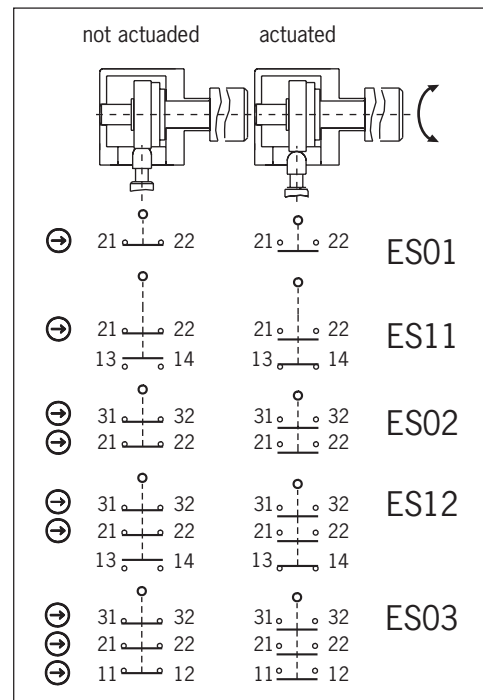 not actuaded actuated
21 22 21 22 ES01
21 22 21 22 ES11
13 14 13 14
31 32 31 32 ES02
21 22 21 22
31 32 31 32 ES12
21 22 21 22
13 14 13 14
31 32 31 32 ES03
21 22 21 22
11 12 11 12